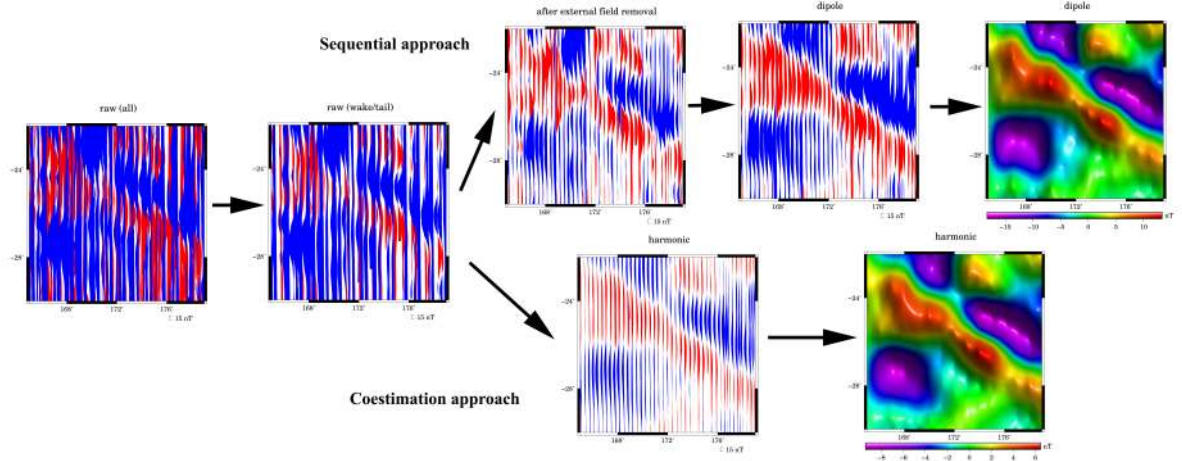 Sequential approach
after external field removal
dipole
dipole
raw (all)
raw (wake/tail)
-24°
-28°
168° 172° 176°
15 nT
-24°
-28°
168° 172° 176°
15 nT
-24°
-28°
168° 172° 176°
15 nT
-24°
-28°
168° 172° 176°
15 nT
-24°
-28°
168° 172° 176°
nT
-15 -10 -5 0 5 10
harmonic
harmonic
-24°
-28°
168° 172° 176°
15 nT
-24°
-28°
168° 172° 176°
nT
-8 -6 -4 -2 0 2 4 6
Coestimation approach